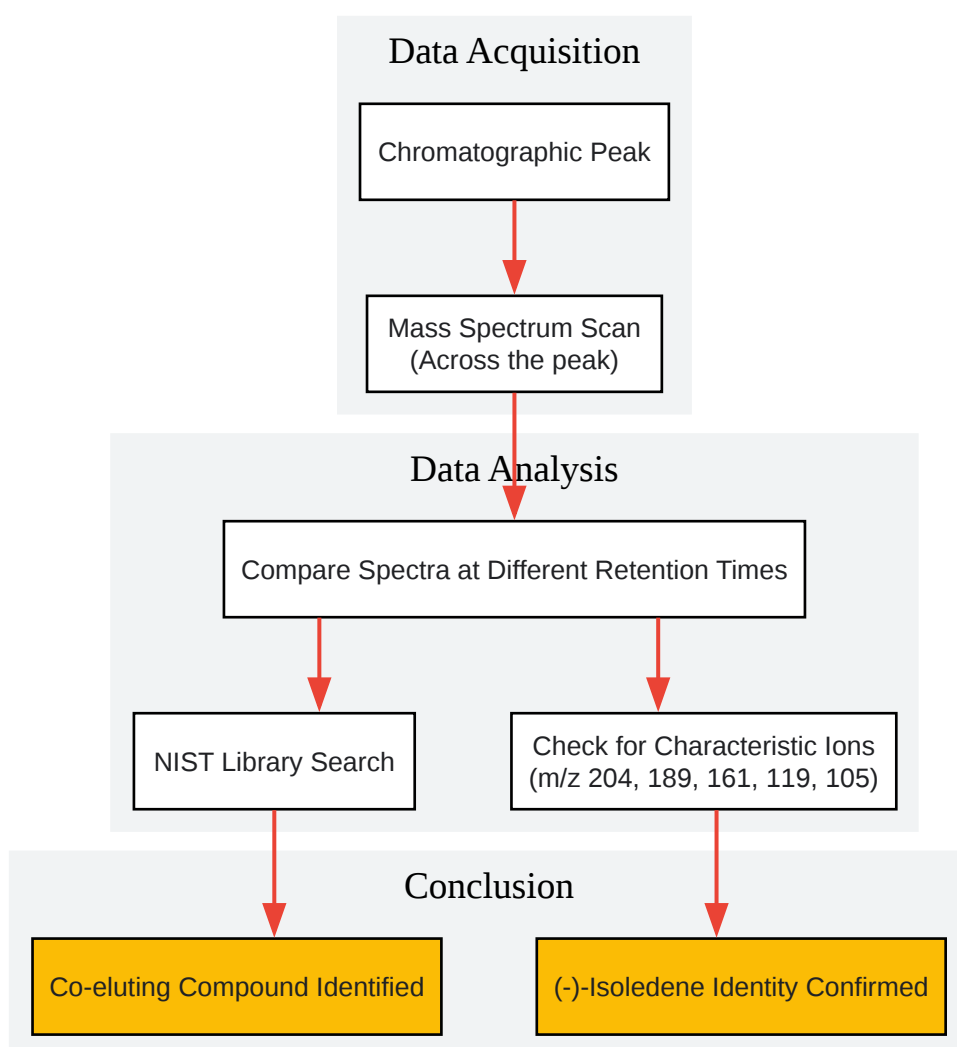 Data Acquisition
Chromatographic Peak
Mass Spectrum Scan
(Across the peak)
Data Analysis
Compare Spectra at Different Retention Times
NIST Library Search
Check for Characteristic Ions
(m/z 204, 189, 161, 119, 105)
Conclusion
Co-eluting Compound Identified
(-)-Isoledene Identity Confirmed